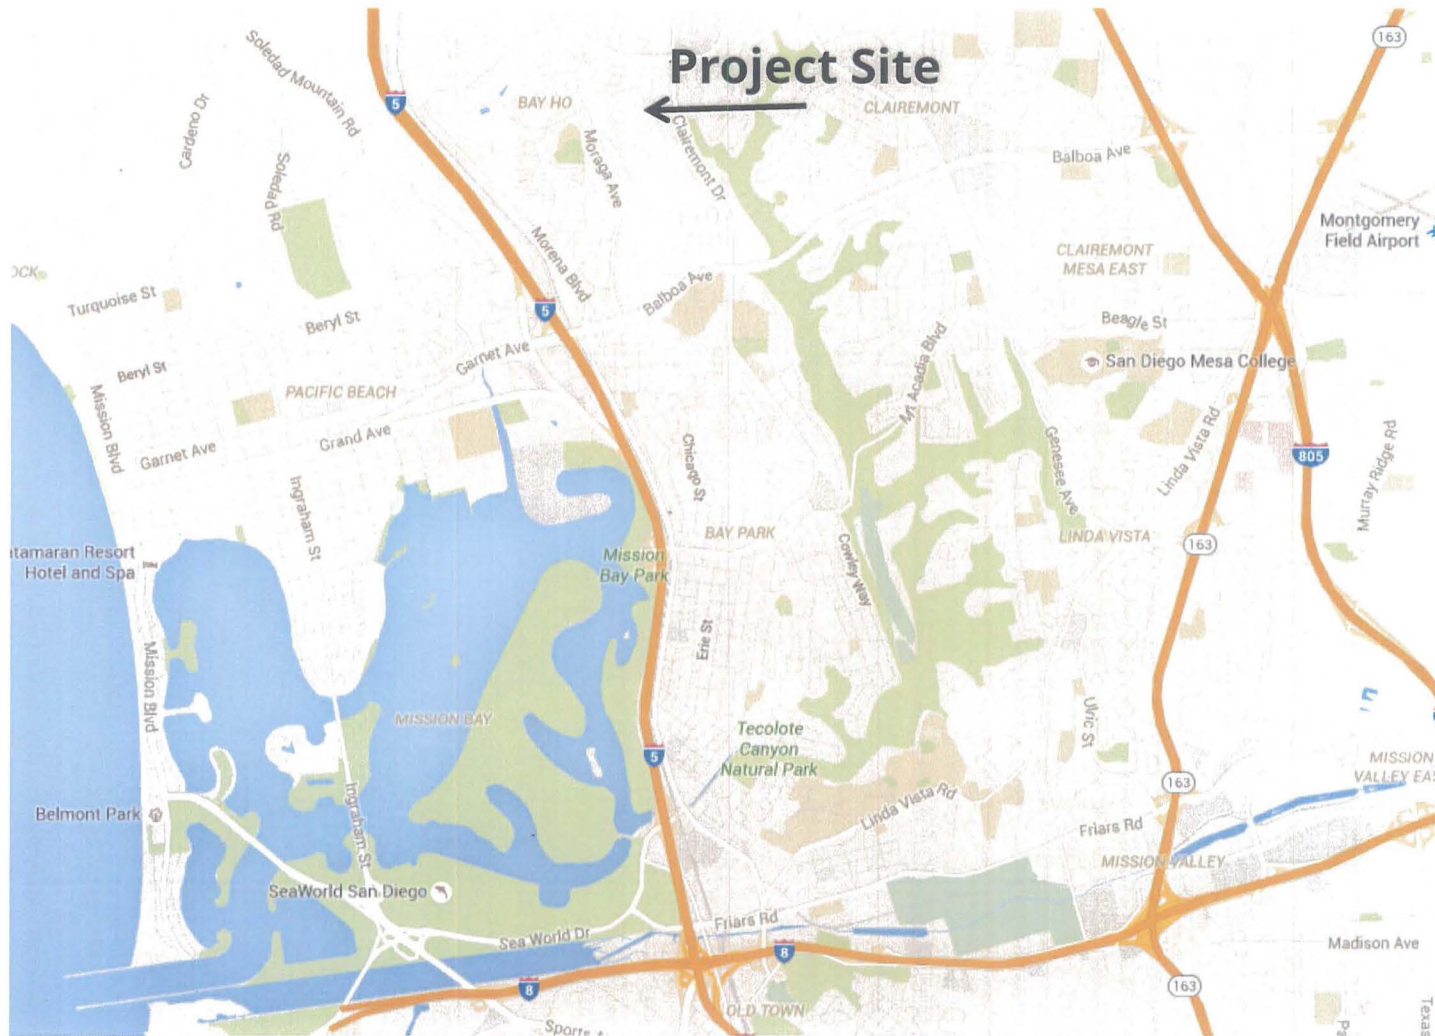 163
Soledad Mountain Rd
Project Site
5
BAY HO
CLAIREMONT
Cardeno Dr
Moraga Ave
Clairemont Dr
Balboa Ave
Soledad Rd
Montgomery
Field Airport
CLAIREMONT
MESA EAST
Morena Blvd
OCK
Turquoise St
Balboa Ave
5
Beryl St
Beagle St
Garnet Ave
Mt Acadia Blvd
San Diego Mesa College
Beryl St
PACIFIC BEACH
Mission Blvd
Grand Ave
Garnet Ave
Chicago St
Genesee Ave
Linda Vista Rd
805
Murray Ridge Rd
Ingraham St
BAY PARK
LINDA VISTA
163
atamaran Resort
Hotel and Spa
Mission
Bay Park
Cowley Way
Erie St
Mission Blvd
MISSION BAY
Ulric St
Tecolote
Canyon
Natural Park
5
MISSION
VALLEY EAS
163
Belmont Park
Ingraham St
Linda Vista Rd
Friars Rd
MISSION VALLEY
SeaWorld San Diego
Friars Rd
Sea World Dr
8
Madison Ave
8
163
OLD TOWN
Sports A
Texas
Pa